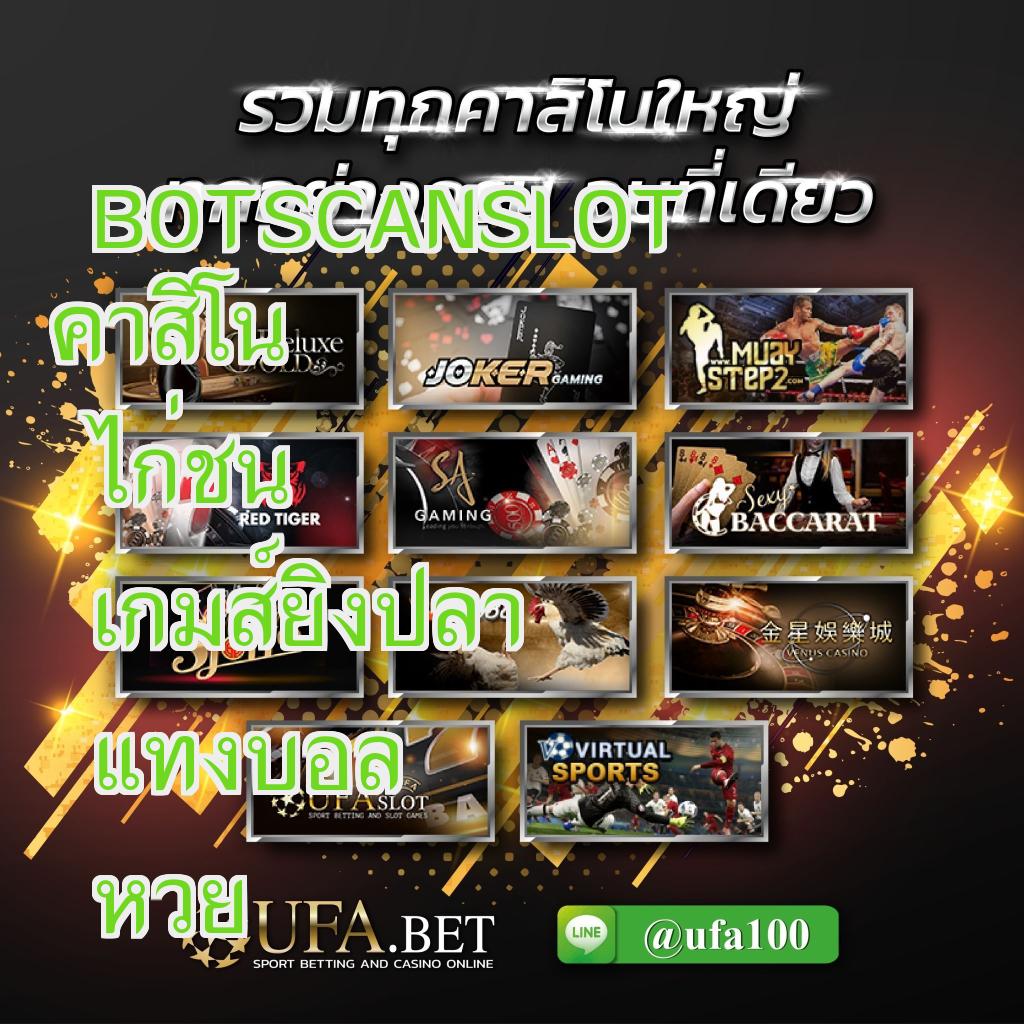 รวมทุกคาสิโนใหญ่
ที่เดียว
BOTSCANSLOT
คาสิโน
Deluxe
JOKER GAMING
MUAY
STEP2.COM
ไก่ชน
RED TIGER
SA
GAMING
Sexy
BACCARAT
เกมส์ยิงปลา
金星娛樂城
VENUS CASINO
แทงบอล
UFASLOT
SPORT BETTING AND SLOT GAMES
VIRTUAL
SPORTS
หวย
UFA.BET
SPORT BETTING AND CASINO ONLINE
LINE
@ufa100